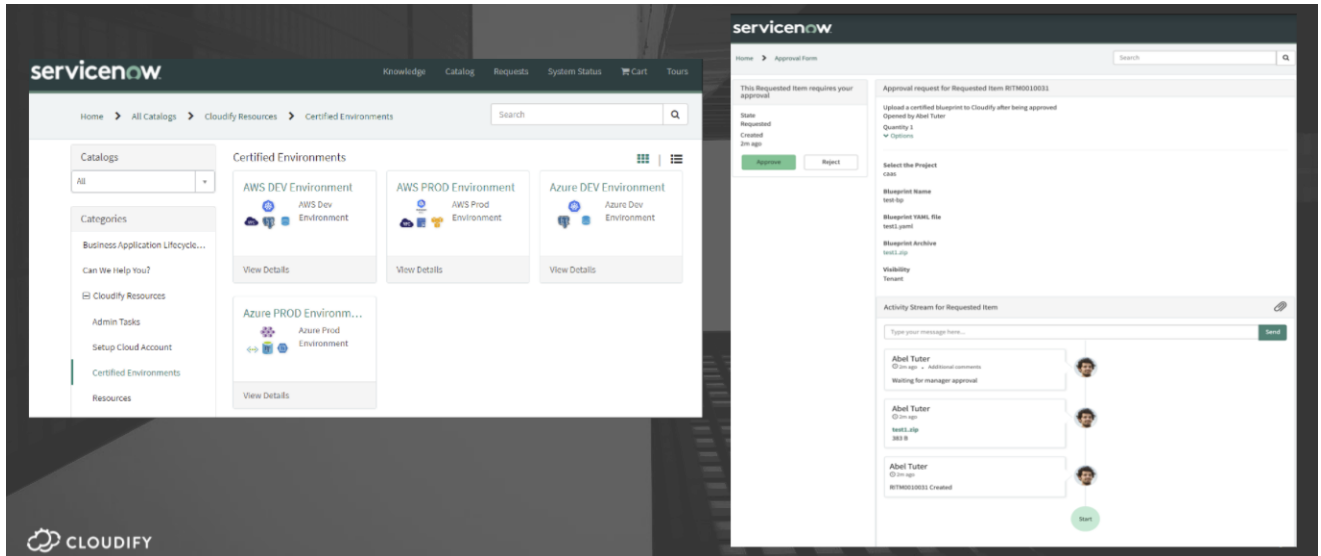 servicenow
Knowledge Catalog Requests System Status Cart Tours
Home > All Catalogs > Cloudify Resources > Certified Environments
Search
Catalogs
All
Categories
Business Application Lifecycle...
Can We Help You?
Cloudify Resources
Admin Tasks
Setup Cloud Account
Certified Environments
Resources
Certified Environments
AWS DEV Environment
AWS Dev
Environment
View Details
AWS PROD Environment
AWS Prod
Environment
View Details
Azure DEV Environment
Azure Dev
Environment
View Details
Azure PROD Environm...
Azure Prod
Environment
View Details
CLOUDIFY
servicenow
Home > Approval Form
Search
This Requested Item requires your
approval
State
Requested
Created
2m ago
Approve Reject
Approval request for Requested Item RITM0010031
Upload a certified blueprint to Cloudify after being approved
Opened by Abel Tuter
Quantity 1
Options
Select the Project
caas
Blueprint Name
test-bp
Blueprint YAML file
test1.yaml
Blueprint Archive
test1.zip
Visibility
Tenant
Activity Stream for Requested Item
Type your message here...
Send
Abel Tuter
2m ago • Additional comments
Waiting for manager approval
Abel Tuter
2m ago
test1.zip
383 B
Abel Tuter
2m ago
RITM0010031 Created
Start